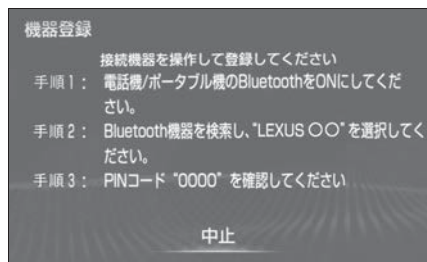 機器登録
接続機器を操作して登録してください
手順1： 電話機/ポータブル機のBluetoothをONにしてくだ
さい。
手順2： Bluetooth機器を検索し、"LEXUS ○○"を選択してく
ださい。
手順3： PINコード "0000" を確認してください
中止